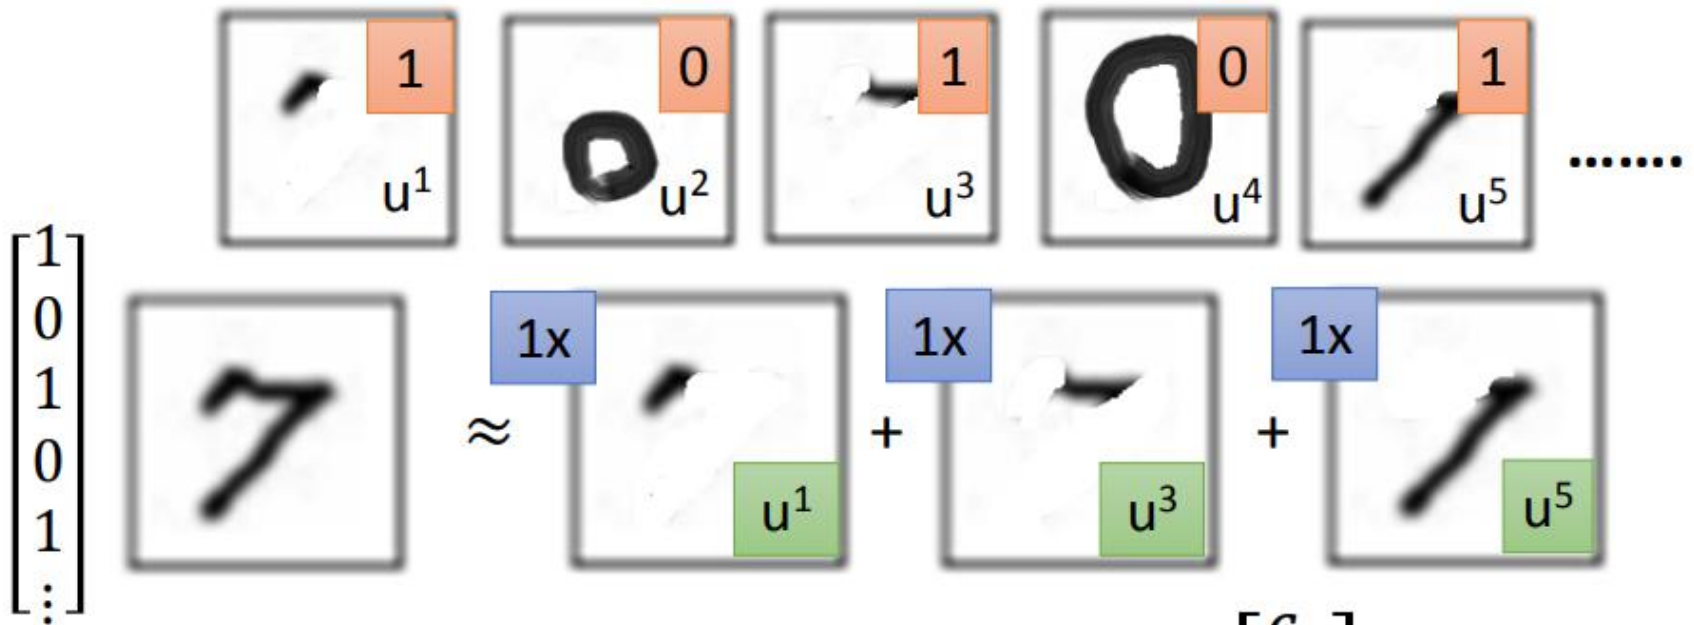 1 0 1 0 1
u¹ u² u³ u⁴ u⁵ .......
1
0
1
0
1
⋮
7 ≈ 1x u¹ + 1x u³ + 1x u⁵